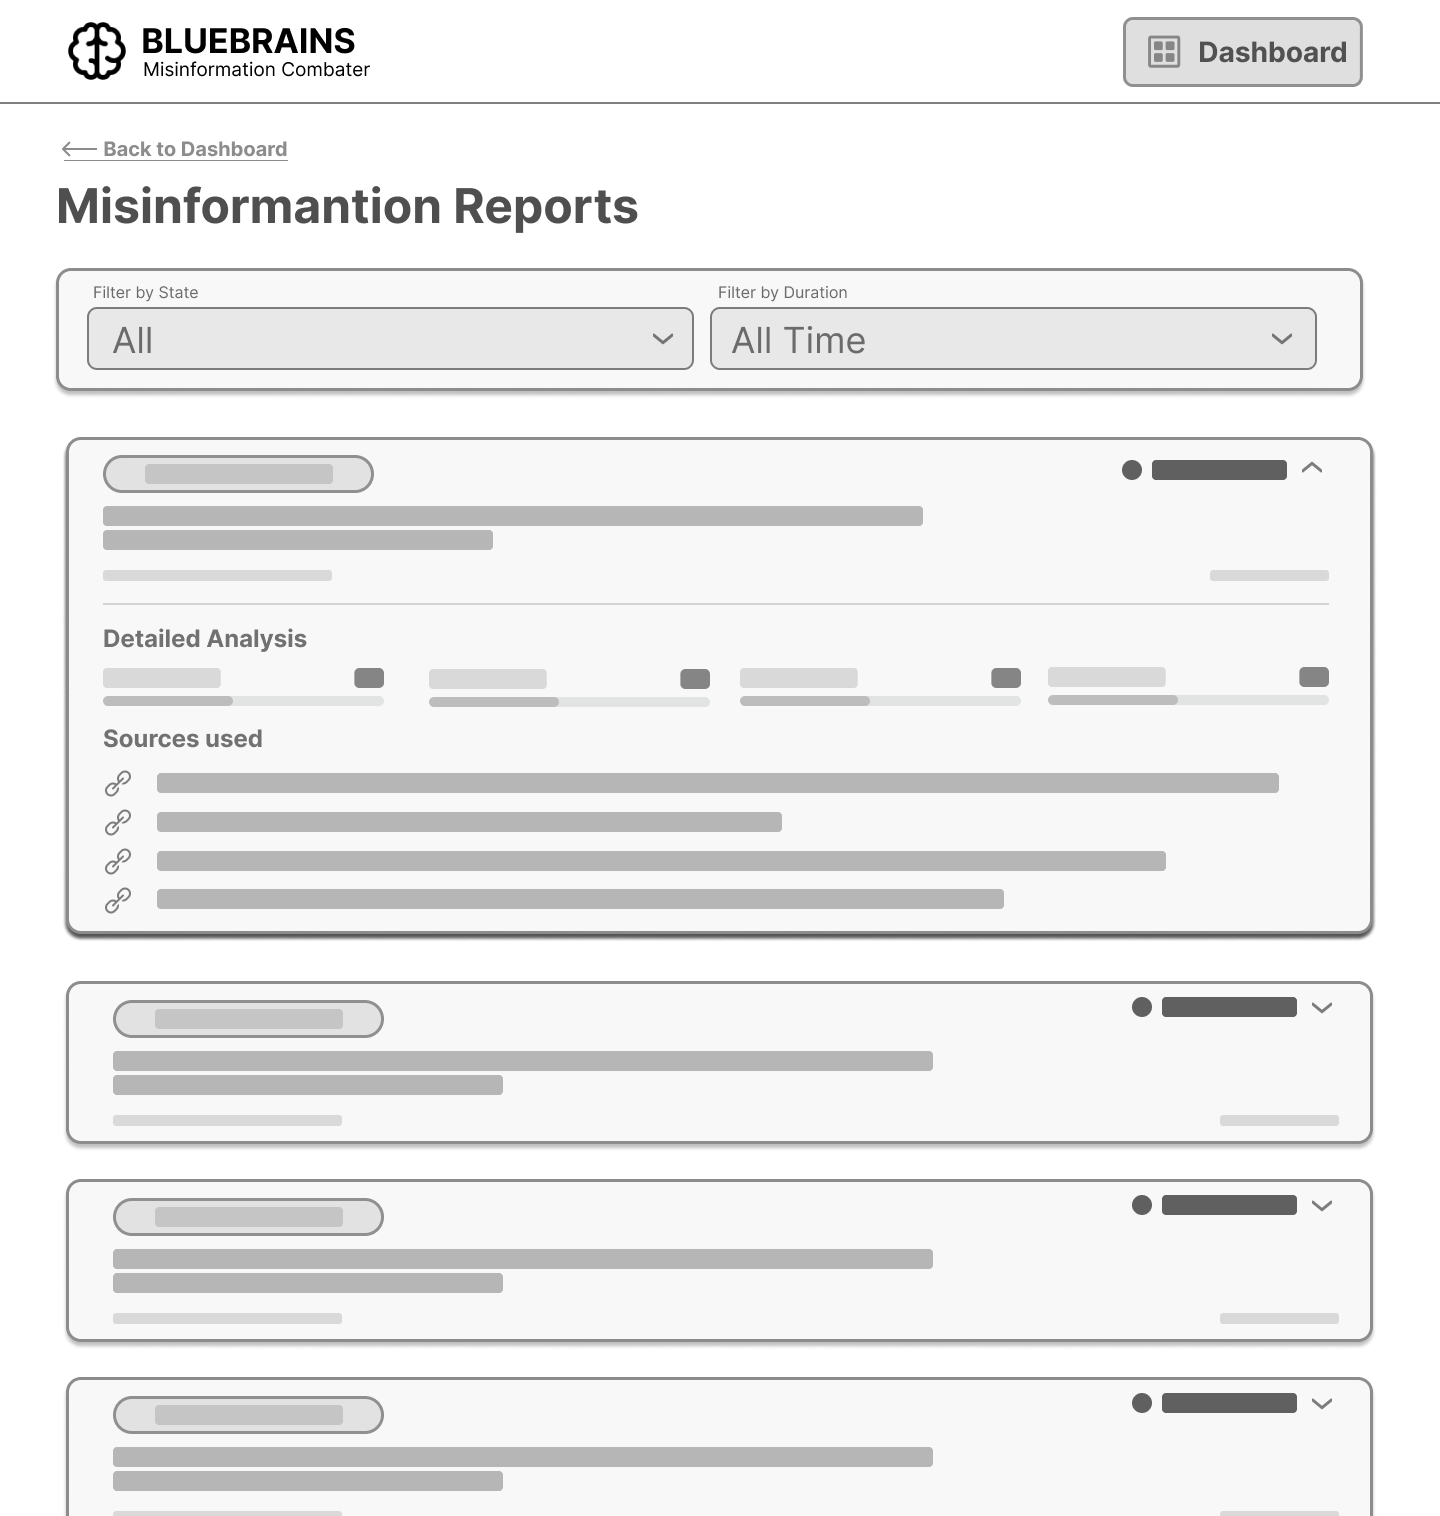 BLUEBRAINS
Misinformation Combater
Dashboard
Back to Dashboard
Misinformantion Reports
Filter by State
Filter by Duration
All
All Time
Detailed Analysis
Sources used